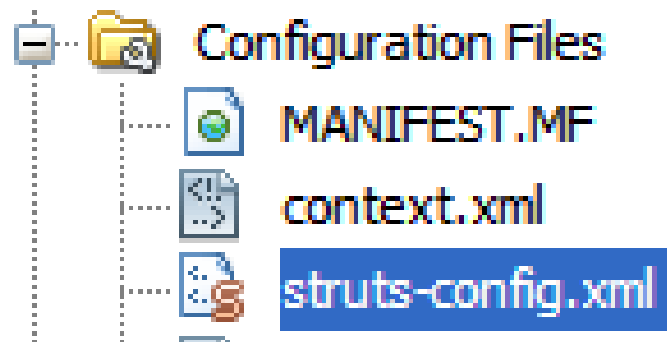 Configuration Files
MANIFEST.MF
context.xml
struts-config.xml